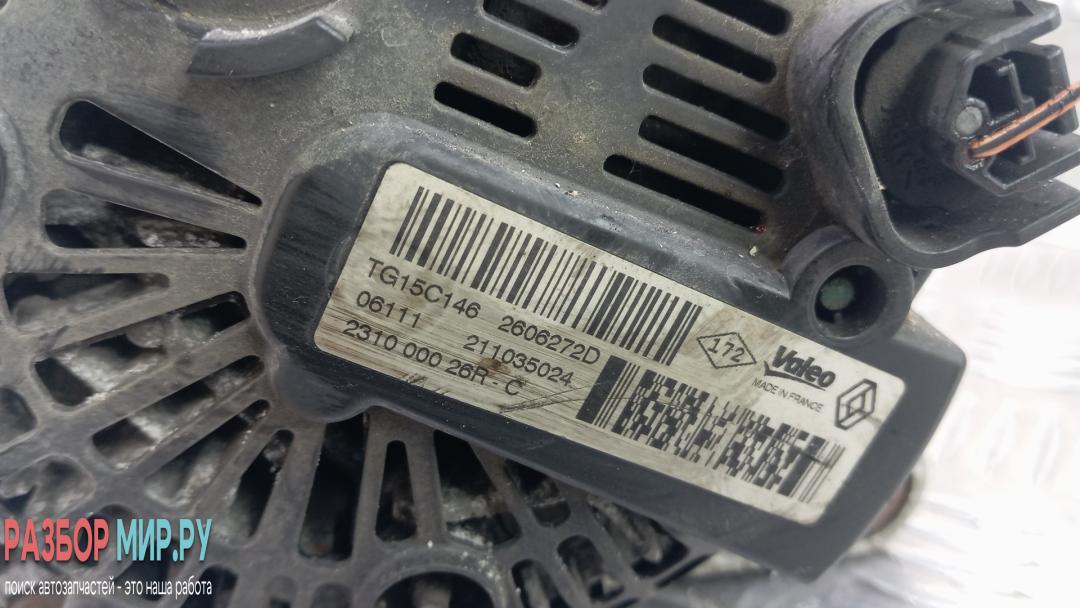 TG15C146 2606272D
06111 211035024
2310 000 26R - C
172
Valeo
MADE IN FRANCE
РАЗБОР МИР.РУ
поиск автозапчастей - это наша работа